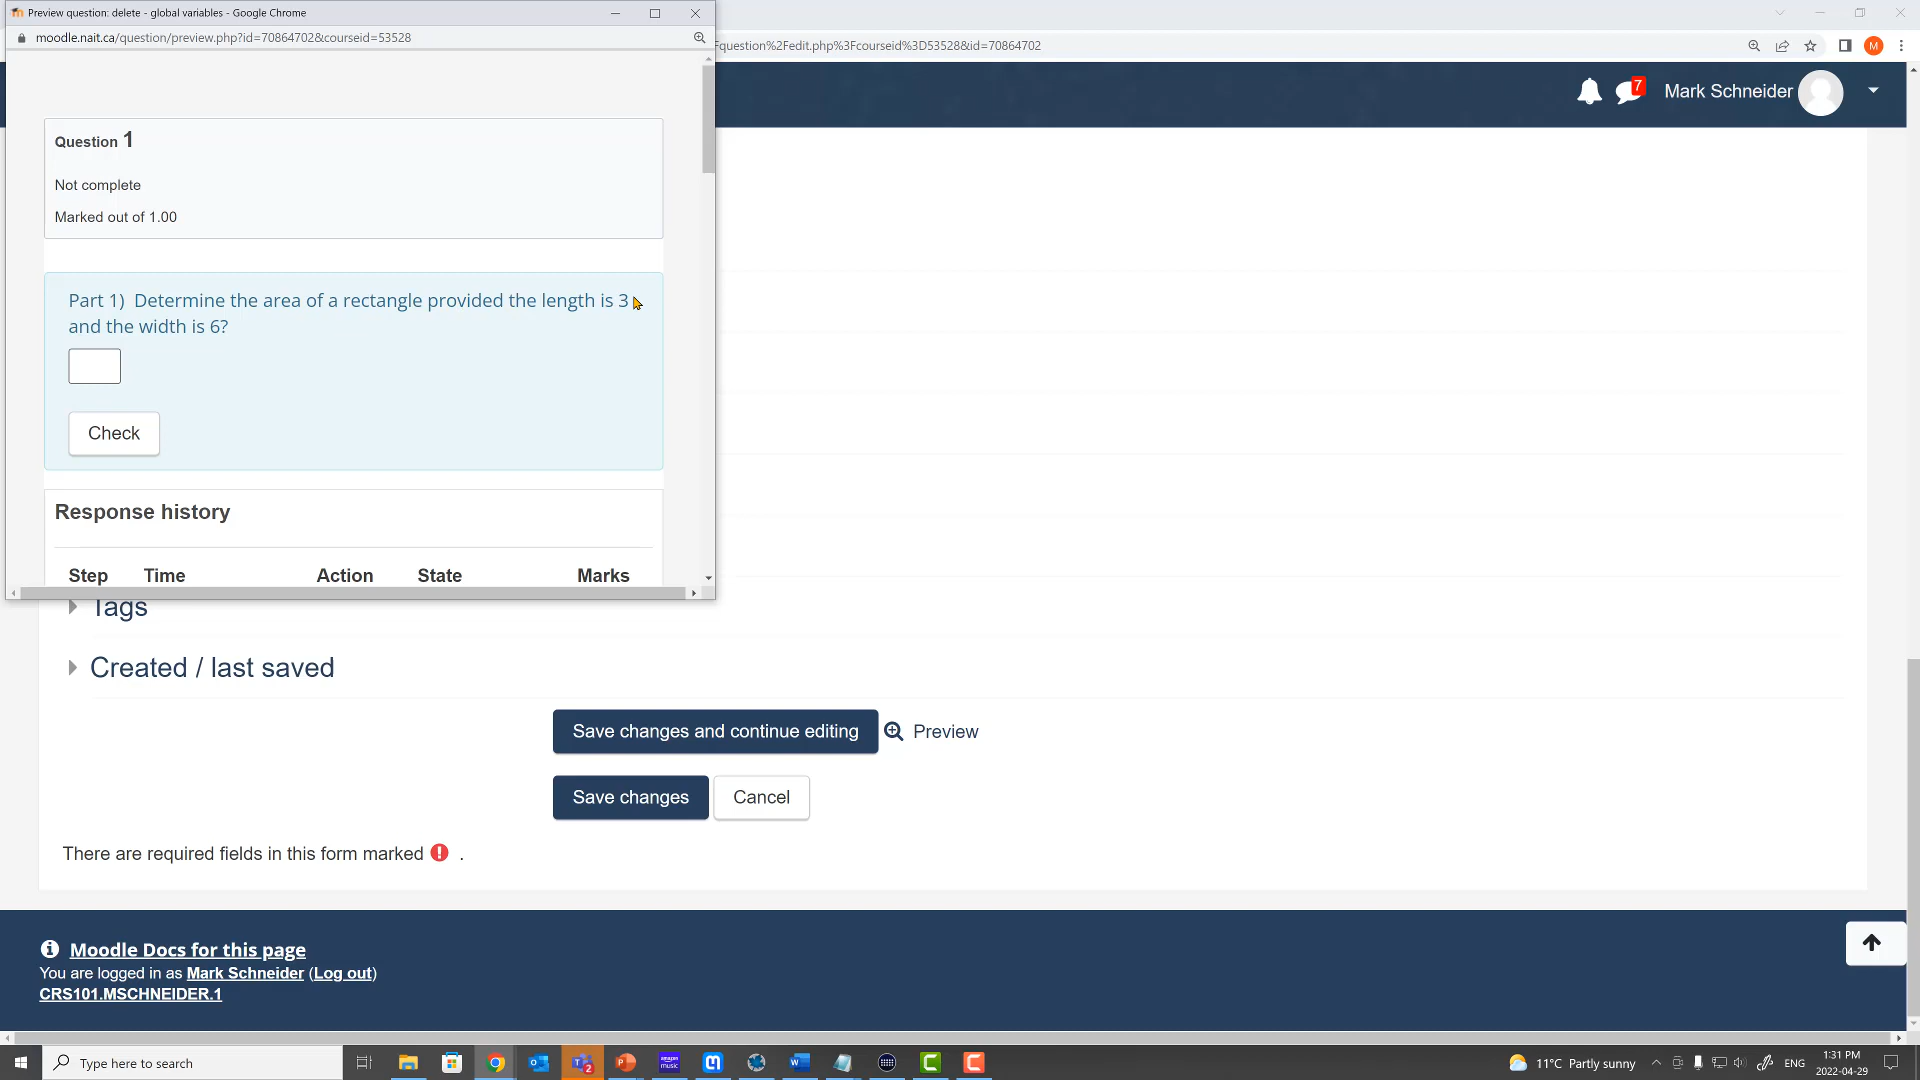 Preview question: delete - global variables - Google Chrome
moodle.nait.ca/question/preview.php?id=70864702&courseid=53528
question%2Fedit.php%3Fcourseid%3D53528&id=70864702
M
7
Mark Schneider
Question 1
Not complete
Marked out of 1.00
Part 1) Determine the area of a rectangle provided the length is 3
and the width is 6?
Check
Response history
Step Time Action State Marks
Tags
Created / last saved
Save changes and continue editing Preview
Save changes Cancel
There are required fields in this form marked .
Moodle Docs for this page
You are logged in as Mark Schneider (Log out)
CRS101.MSCHNEIDER.1
Type here to search
2
amazon music
11°C Partly sunny
ENG
1:31 PM
2022-04-29